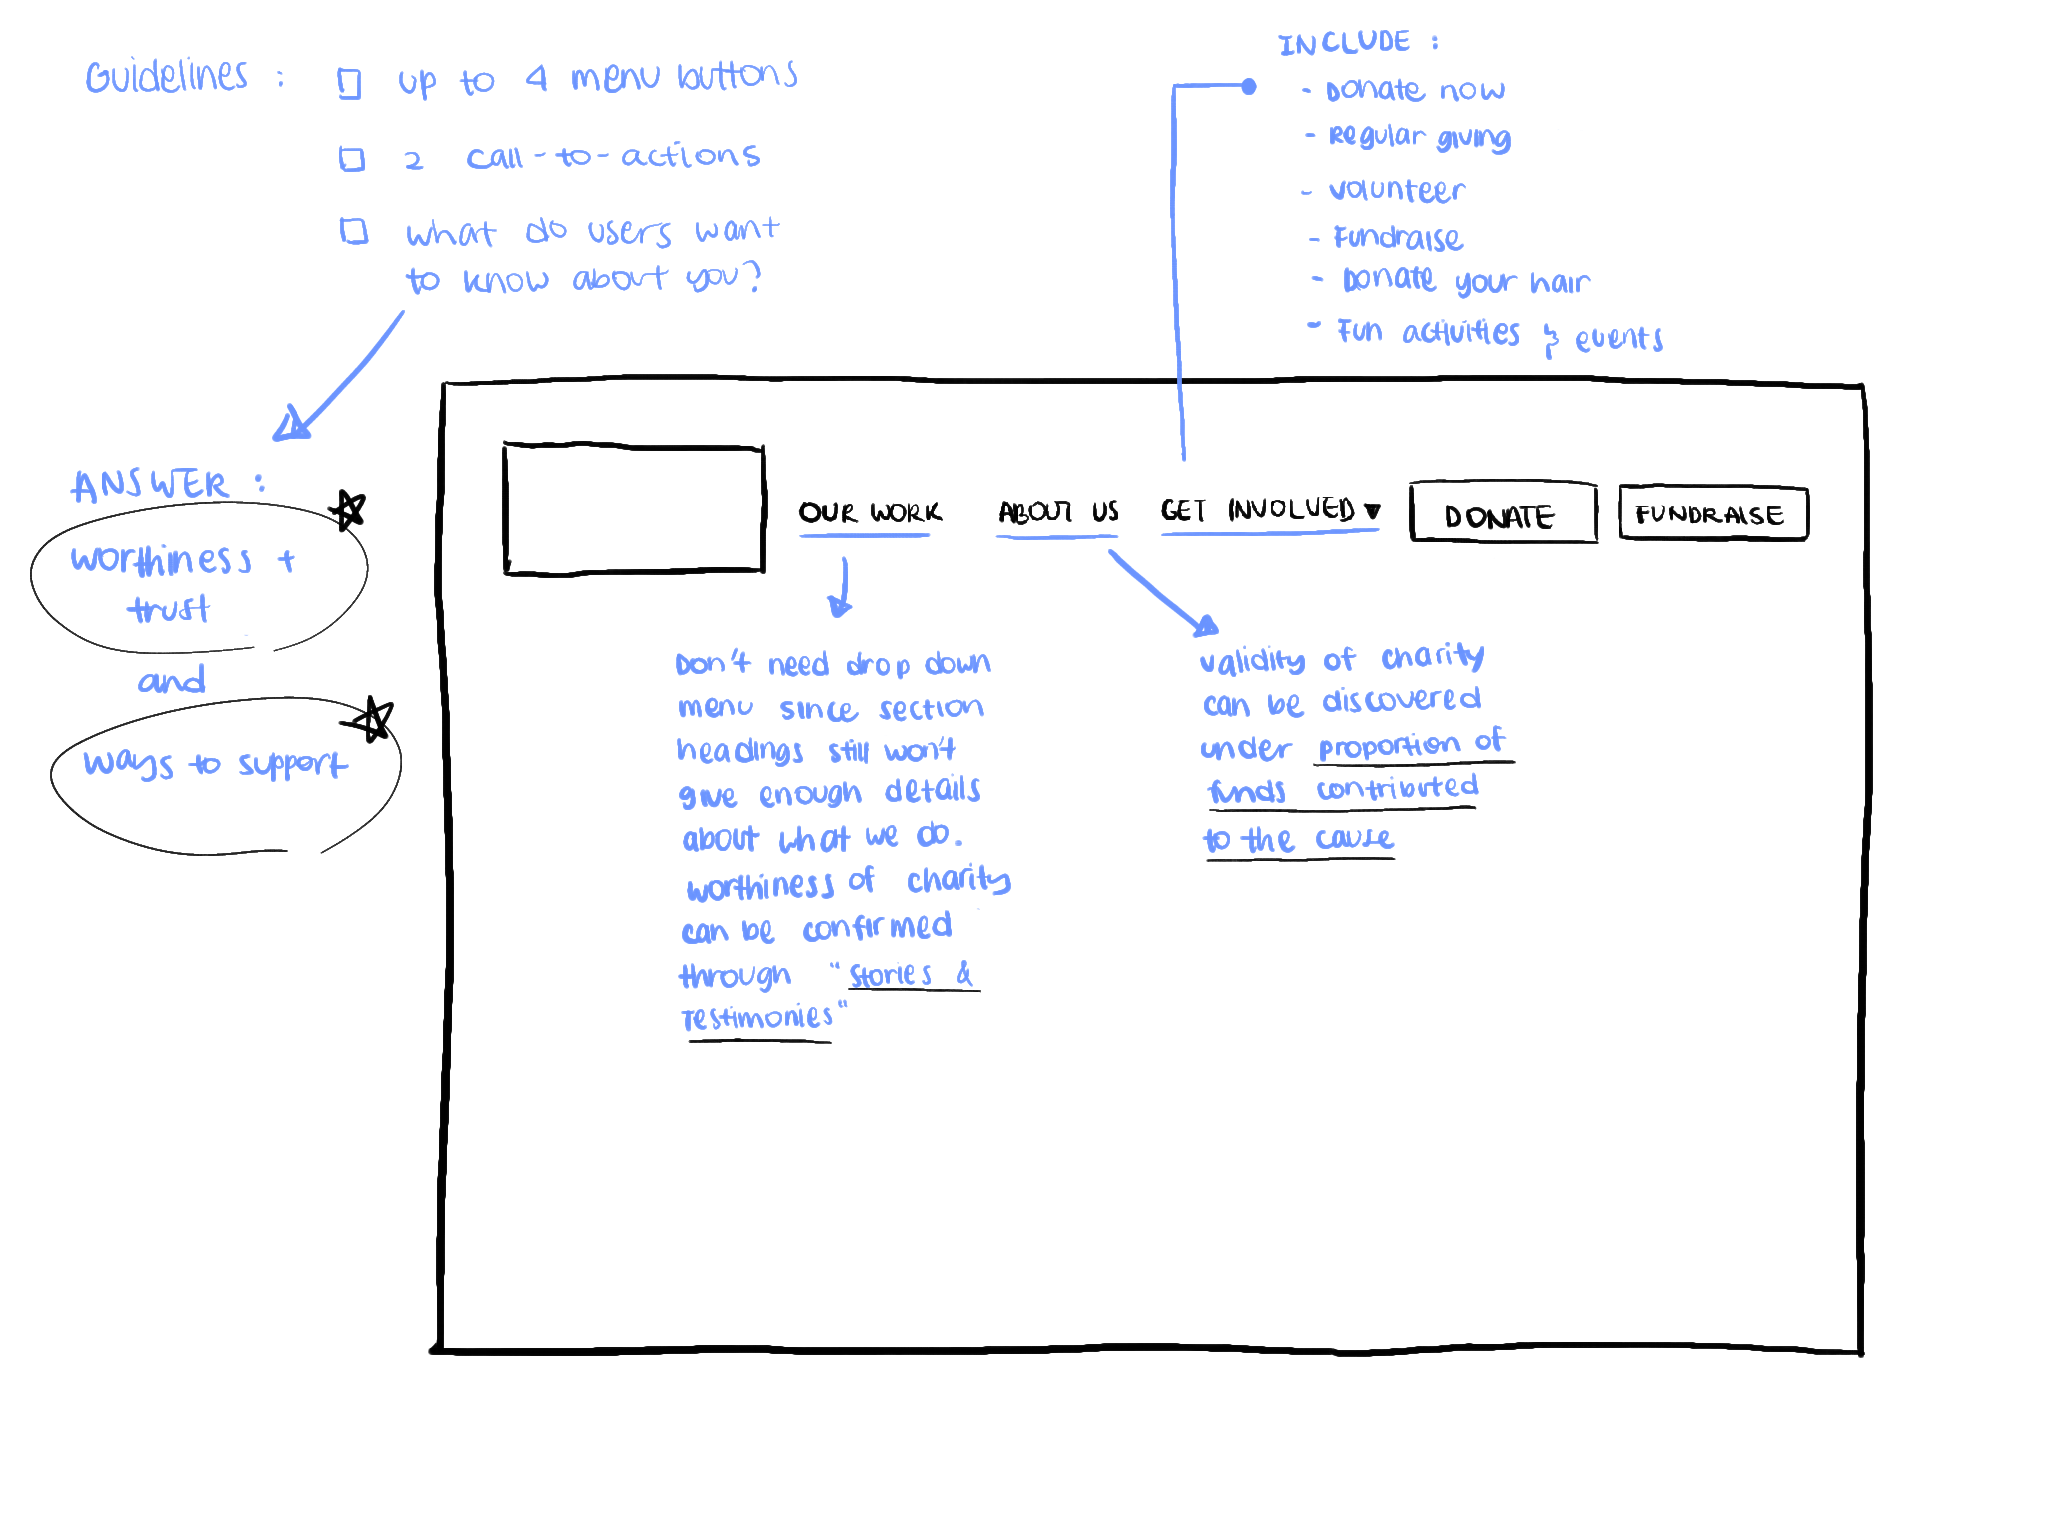 Guidelines :
up to 4 menu buttons
2 call-to-actions
what do users want
to know about you?
INCLUDE :
- Donate now
- Regular giving
- volunteer
- Fundraise
- Donate your hair
- Fun activities & events
ANSWER :
worthiness +
trust
and
ways to support
OUR WORK
ABOUT US
GET INVOLVED ▼
DONATE
FUNDRAISE
Don't need drop down
menu since section
headings still won't
give enough details
about what we do.
worthiness of charity
can be confirmed
through "Stories &
Testimonies"
validity of charity
can be discovered
under proportion of
funds contributed
to the cause